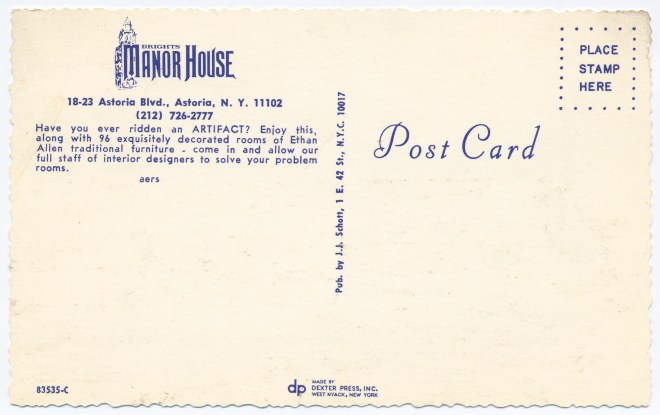 BRIGHTS
MANOR HOUSE
18-23 Astoria Blvd., Astoria, N. Y. 11102
(212) 726-2777
Have you ever ridden an ARTIFACT? Enjoy this,
along with 96 exquisitely decorated rooms of Ethan
Allen traditional furniture - come in and allow our
full staff of interior designers to solve your problem
rooms.
aers
83535-C
Pub. by J.J. Schott, 1 E. 42 St., N.Y.C. 10017
dp
MADE BY
DEXTER PRESS, INC.
WEST NYACK, NEW YORK
Post Card
PLACE
STAMP
HERE